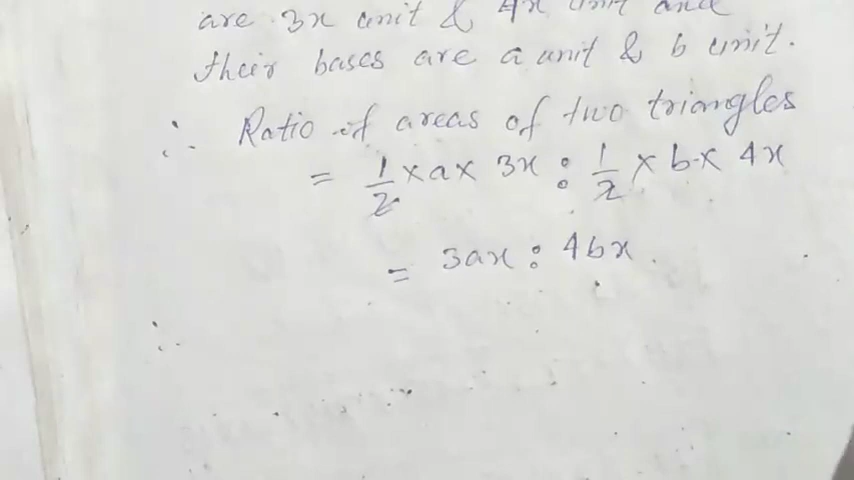 are 3x unit & 4x unit and
their bases are a unit & b unit.
∴ Ratio of areas of two triangles
= 1/2 × a × 3x : 1/2 × b × 4x
= 3ax : 4bx.
∴